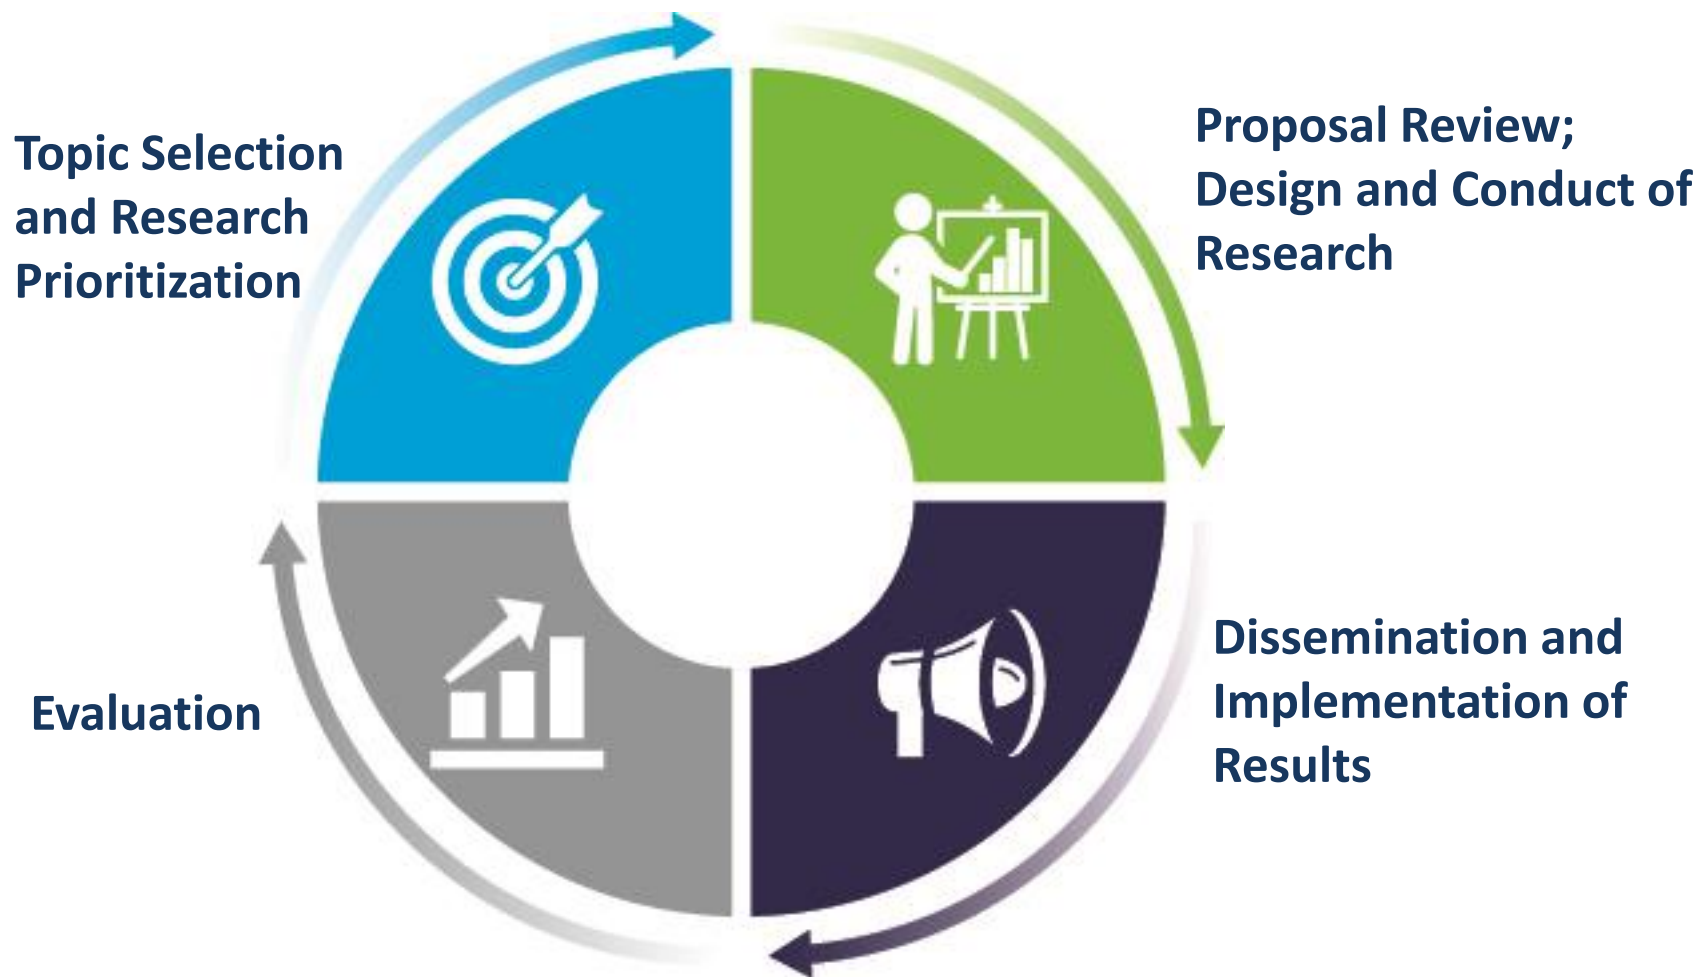 Topic Selection
and Research
Prioritization
Proposal Review;
Design and Conduct of
Research
Dissemination and
Implementation of
Results
Evaluation